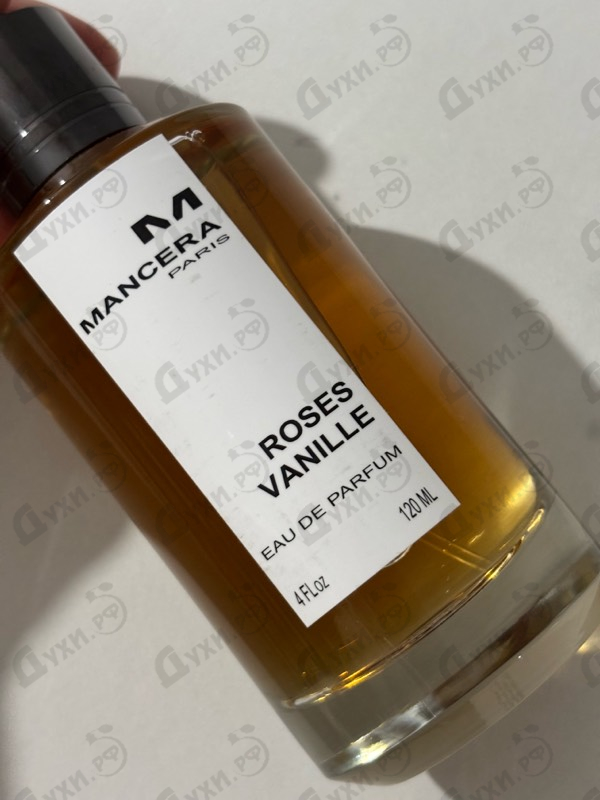 M
MANCERA
PARIS
ROSES
VANILLE
EAU DE PARFUM
4 FL oz
120 ML
Духи.РФ